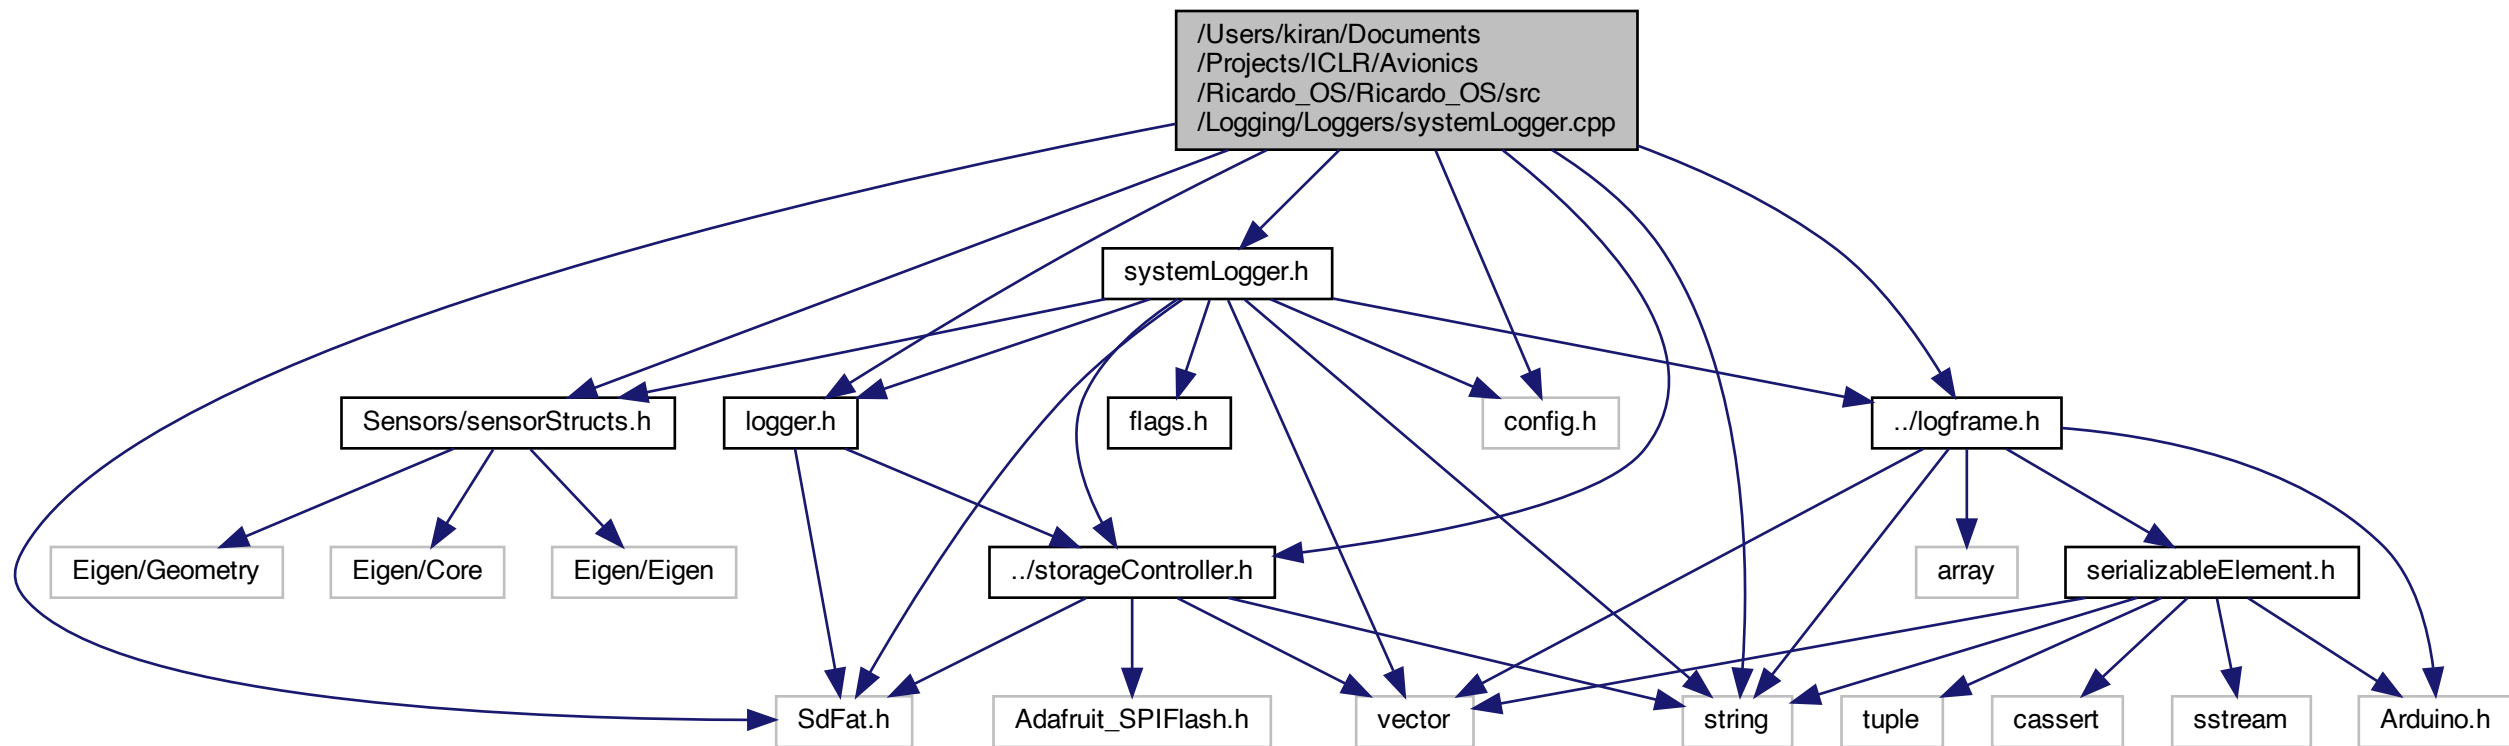 /Users/kiran/Documents
/Projects/ICLR/Avionics
/Ricardo_OS/Ricardo_OS/src
/Logging/Loggers/systemLogger.cpp
systemLogger.h
Sensors/sensorStructs.h
logger.h
flags.h
config.h
../logframe.h
Eigen/Geometry
Eigen/Core
Eigen/Eigen
../storageController.h
array
serializableElement.h
SdFat.h
Adafruit_SPIFlash.h
vector
string
tuple
cassert
sstream
Arduino.h